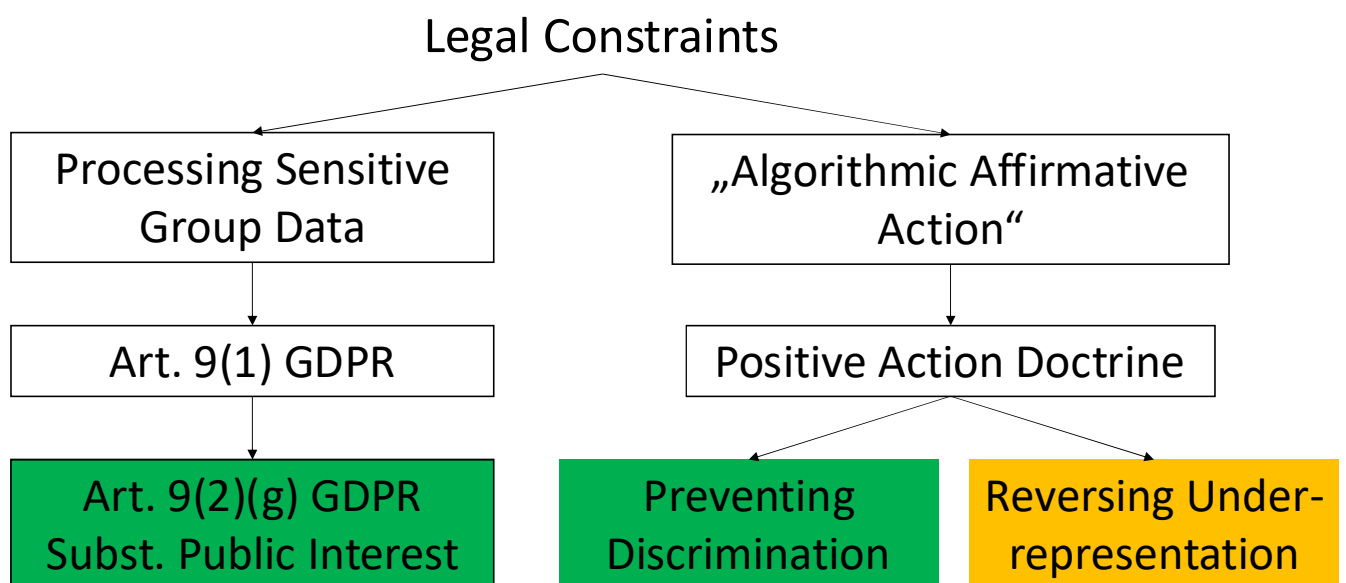 Legal Constraints
Processing Sensitive
Group Data
„Algorithmic Affirmative
Action“
Art. 9(1) GDPR
Positive Action Doctrine
Art. 9(2)(g) GDPR
Subst. Public Interest
Preventing
Discrimination
Reversing Under-
representation